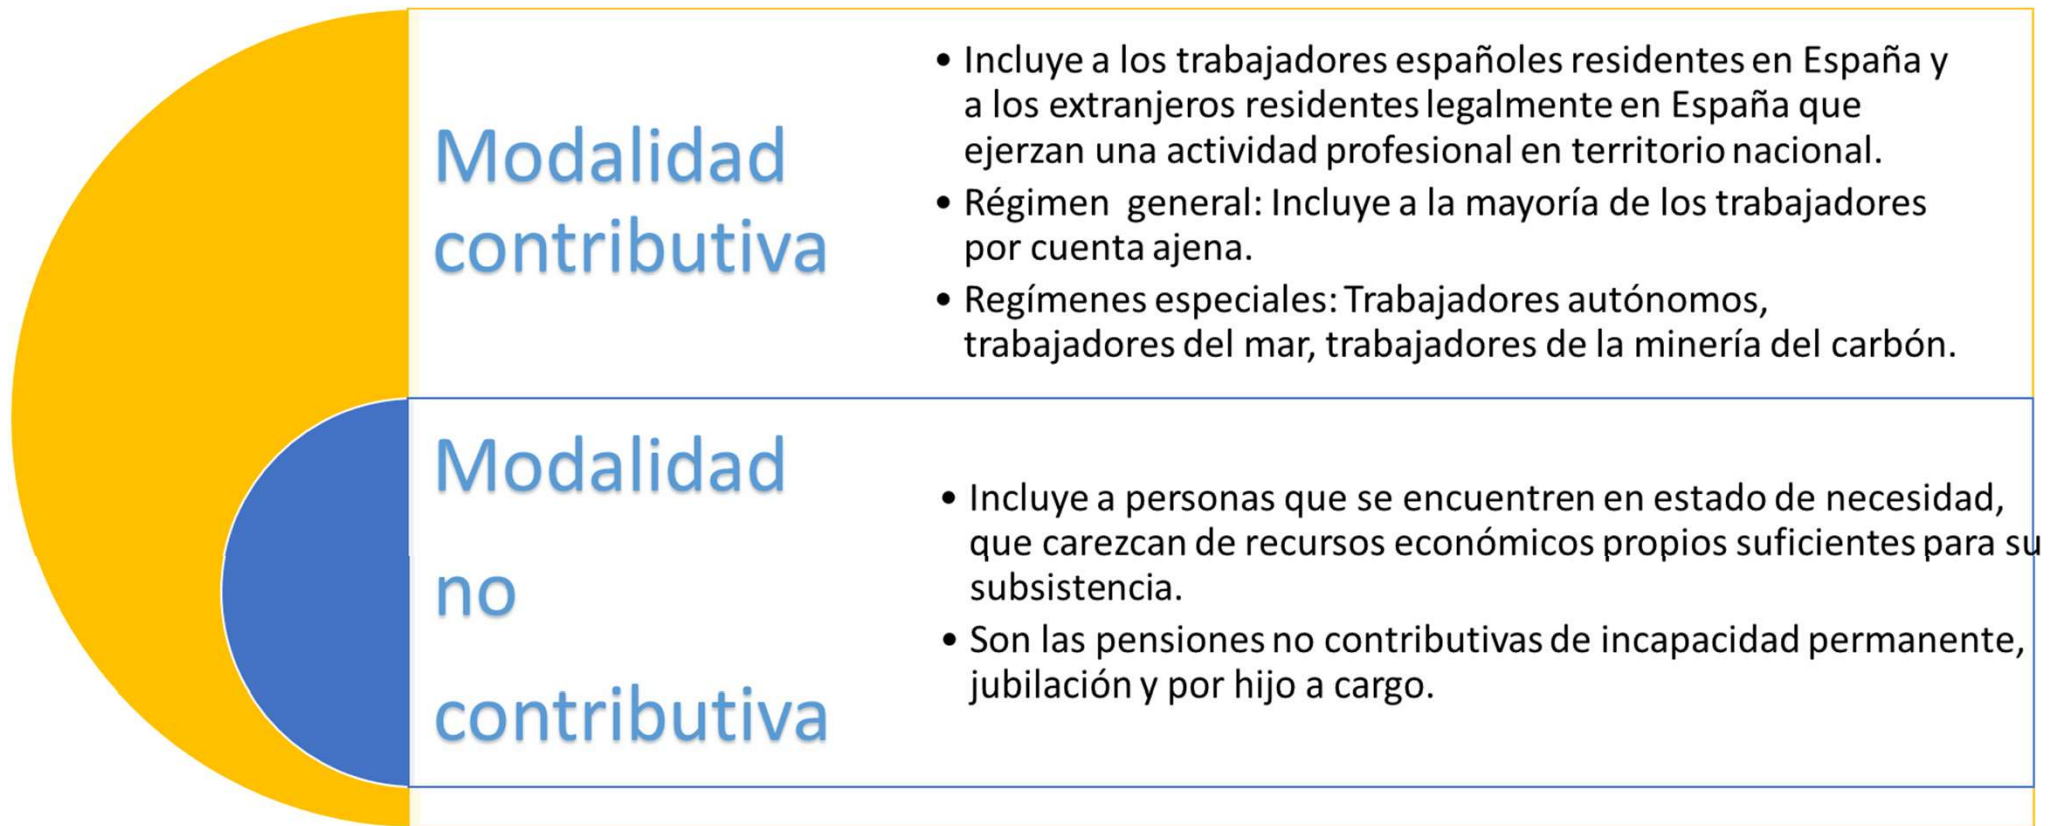 Modalidad
contributiva
• Incluye a los trabajadores españoles residentes en España y
a los extranjeros residentes legalmente en España que
ejerzan una actividad profesional en territorio nacional.
• Régimen general: Incluye a la mayoría de los trabajadores
por cuenta ajena.
• Regímenes especiales: Trabajadores autónomos,
trabajadores del mar, trabajadores de la minería del carbón.
Modalidad
no
contributiva
• Incluye a personas que se encuentren en estado de necesidad,
que carezcan de recursos económicos propios suficientes para su
subsistencia.
• Son las pensiones no contributivas de incapacidad permanente,
jubilación y por hijo a cargo.